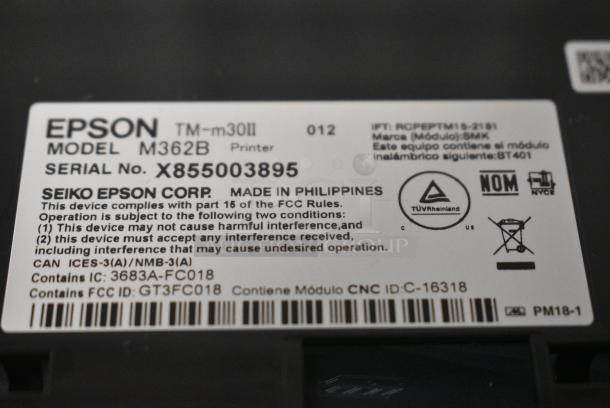 EPSON TM-m30II 012
MODEL M362B Printer
SERIAL No. X855003895
SEIKO EPSON CORP. MADE IN PHILIPPINES
This device complies with part 15 of the FCC Rules.
Operation is subject to the following two conditions:
(1) This device may not cause harmful interference,and
(2) this device must accept any interference received,
including interference that may cause undesired operation.
CAN ICES-3(A)/NMB-3(A)
Contains IC: 3683A-FC018
Contains FCC ID: GT3FC018 Contiene Módulo CNC ID:C-16318
IFT: RCPEPTM15-2181
Marca (Módulo):SMK
Este equipo contiene el módulo
inalámbrico siguiente:BT401
TÜVRheinland
C US
NOM
NYCE
PM18-1